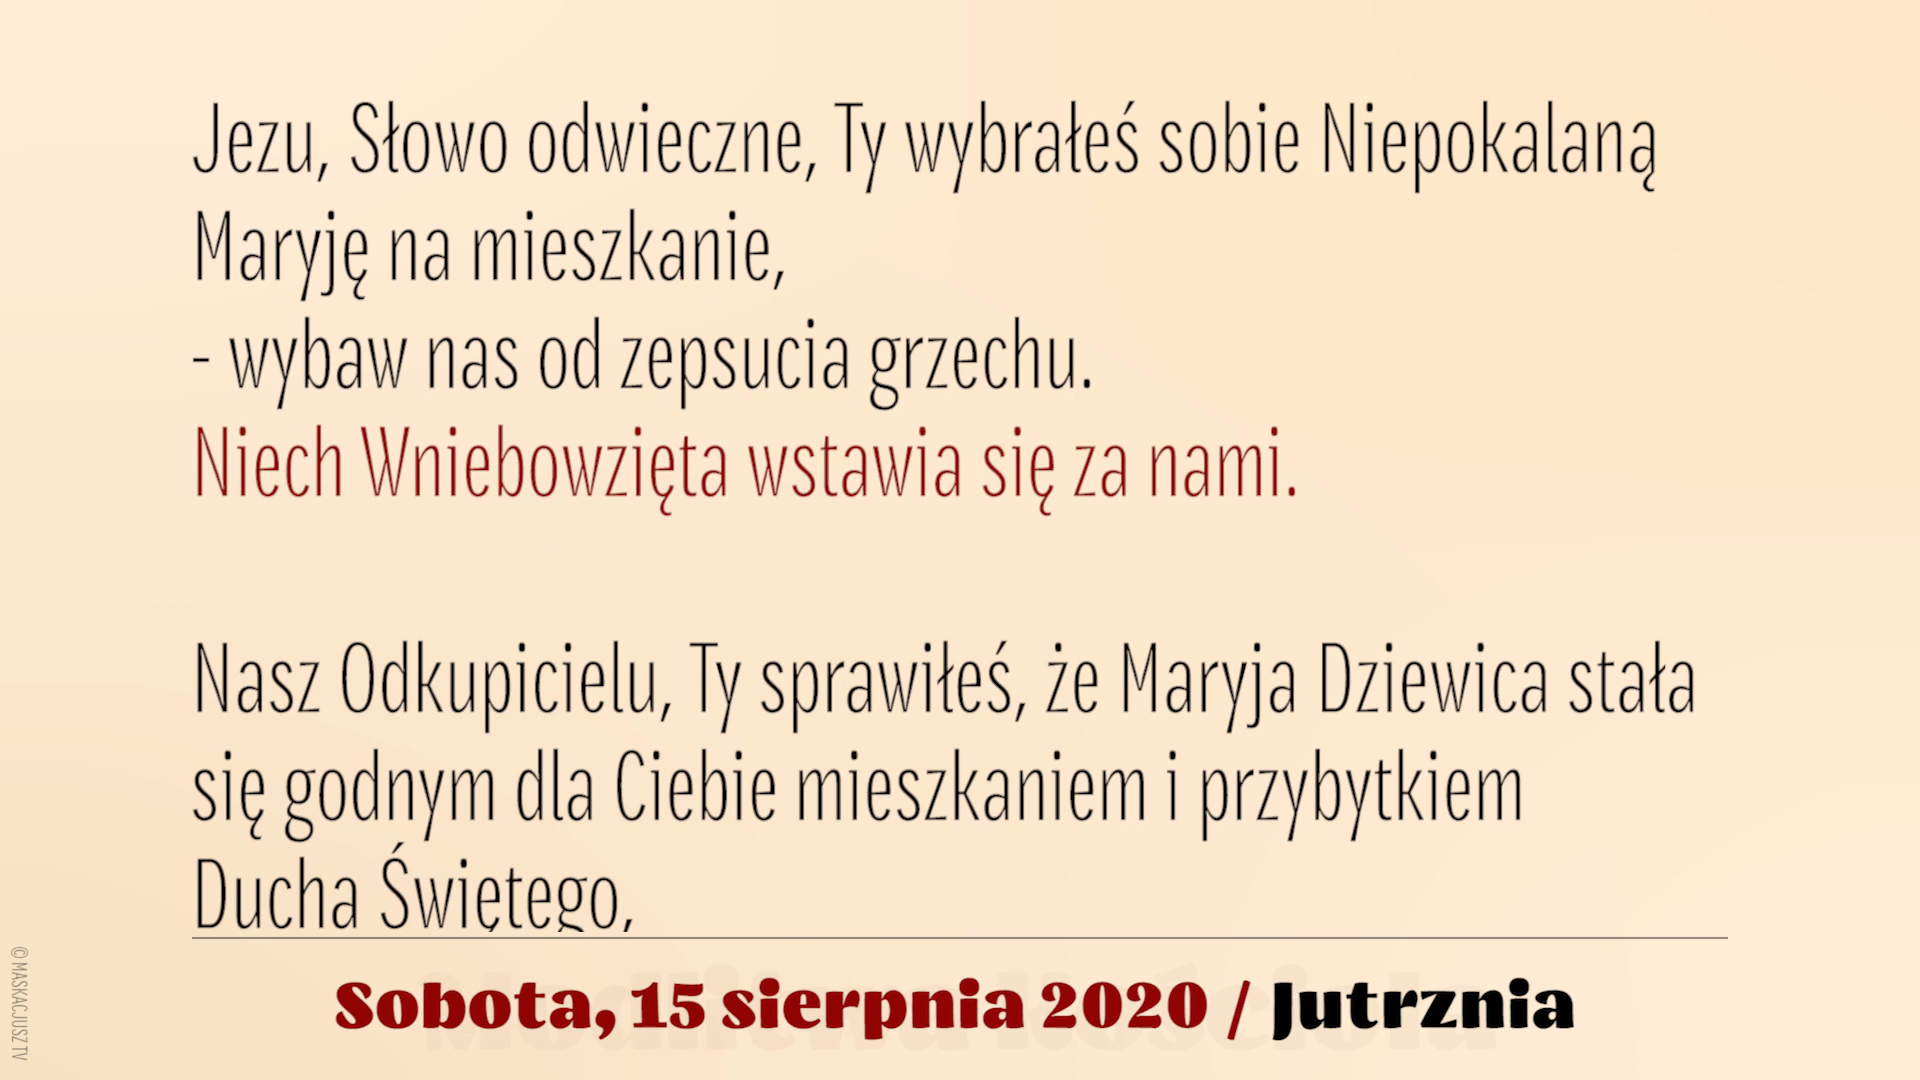 Jezu, Słowo odwieczne, Ty wybrałeś sobie Niepokalaną
Maryję na mieszkanie,
- wybaw nas od zepsucia grzechu.
Niech Wniebowzięta wstawia się za nami.
Nasz Odkupicielu, Ty sprawiłeś, że Maryja Dziewica stała
się godnym dla Ciebie mieszkaniem i przybytkiem
Ducha Świętego,
Sobota, 15 sierpnia 2020 / Jutrznia
© MASKACJUSZ TV